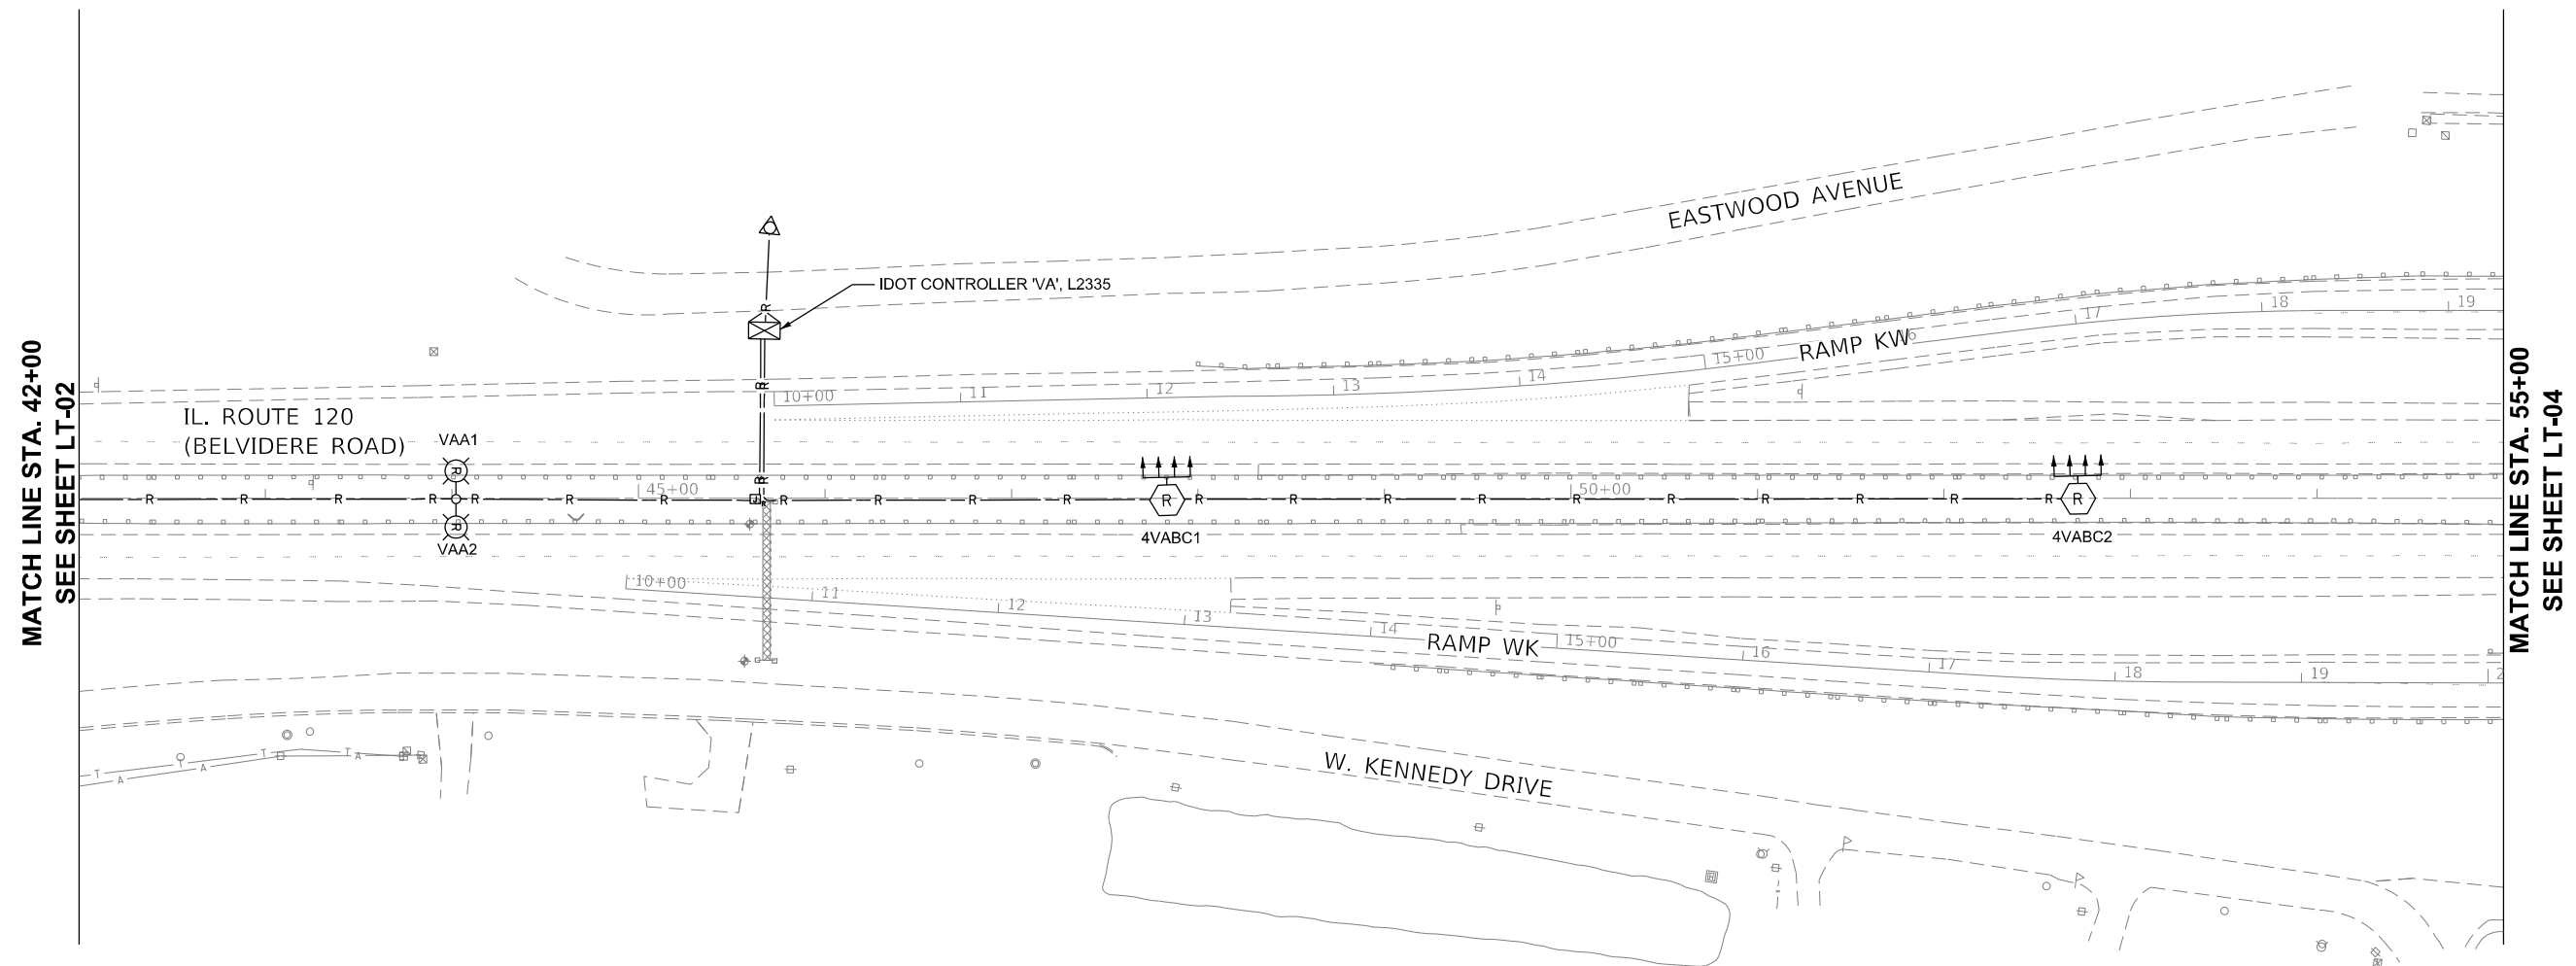 MATCH LINE STA. 42+00
SEE SHEET LT-02
EASTWOOD AVENUE
R
IDOT CONTROLLER 'VA', L2335
18
19
17
16
RAMP KW
15+00
14
13
12
11
10+00
R
IL. ROUTE 120
(BELVIDERE ROAD)
VAA1
R
R
45+00
50+00
R R R R R R R R R R R R R R R R R R R R R
R
VAA2
4VABC1
4VABC2
10+00
11
12
13
14
RAMP WK
15+00
16
17
18
19
2
W. KENNEDY DRIVE
T T T
A A A
H
MATCH LINE STA. 55+00
SEE SHEET LT-04